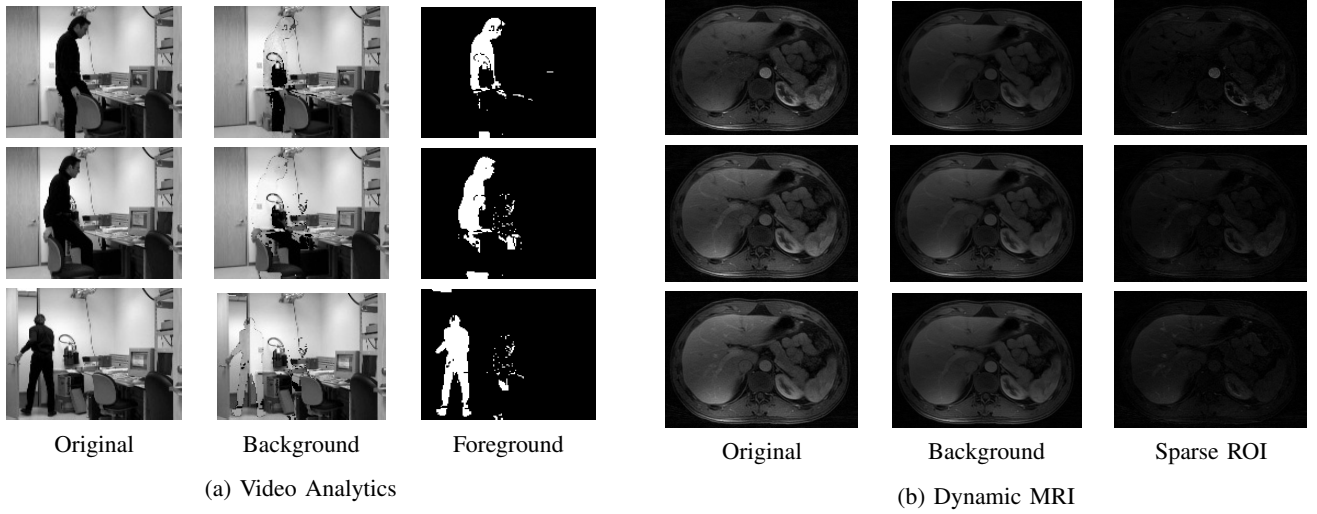 Original Background Foreground
(a) Video Analytics
Original Background Sparse ROI
(b) Dynamic MRI